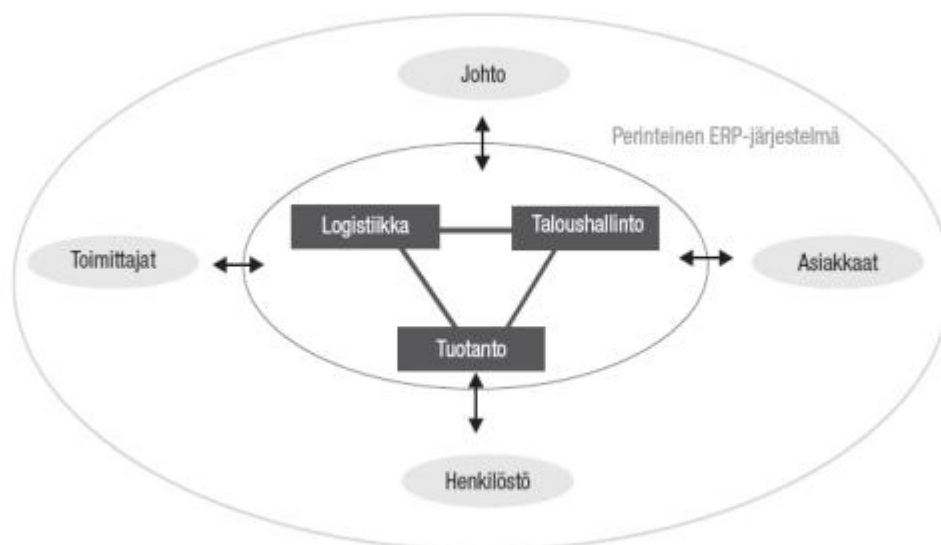 Johto
Perinteinen ERP-järjestelmä
Logistiikka
Taloushallinto
Toimittajat
Asiakkaat
Tuotanto
Henkilöstö